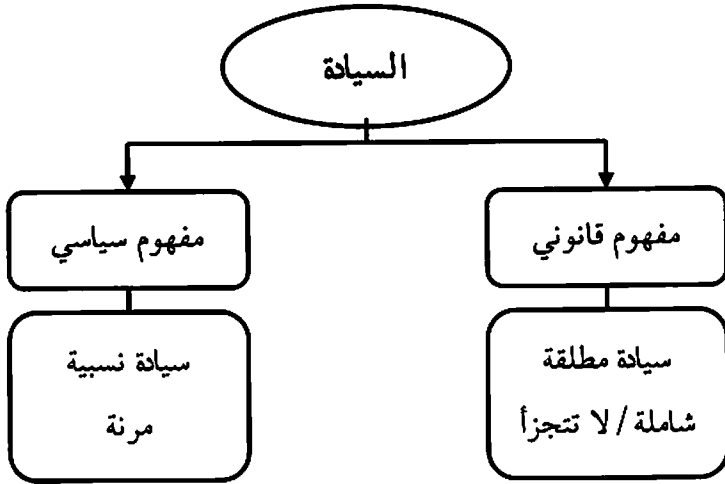 السيادة
مفهوم قانوني
مفهوم سياسي
سيادة مطلقة
شاملة / لا تتجزأ
سيادة نسبية
مرنة